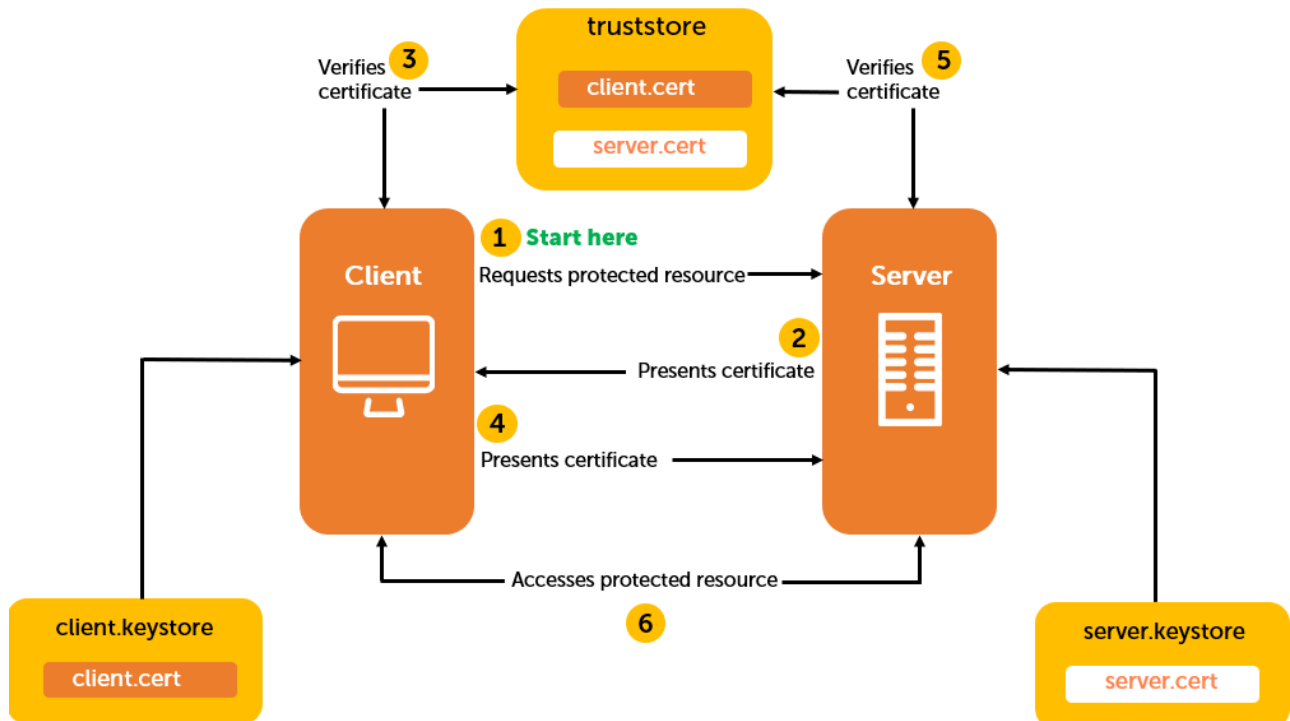 truststore
client.cert
server.cert
3
Verifies
certificate
5
Verifies
certificate
1 Start here
Requests protected resource
Client
Server
2
Presents certificate
4
Presents certificate
Accesses protected resource
6
client.keystore
client.cert
server.keystore
server.cert